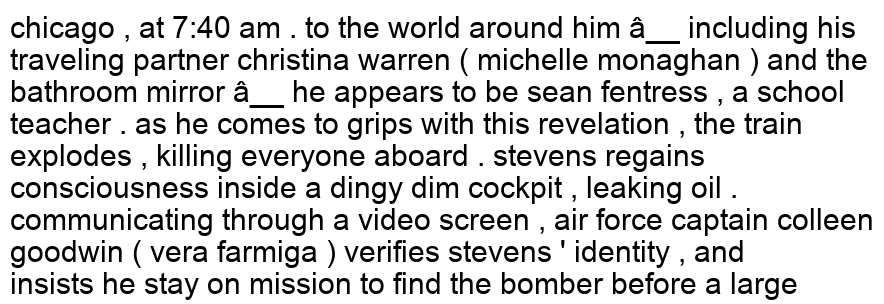 chicago , at 7:40 am . to the world around him â__ including his
traveling partner christina warren ( michelle monaghan ) and the
bathroom mirror â__ he appears to be sean fentress , a school
teacher . as he comes to grips with this revelation , the train
explodes , killing everyone aboard . stevens regains
consciousness inside a dingy dim cockpit , leaking oil .
communicating through a video screen , air force captain colleen
goodwin ( vera farmiga ) verifies stevens ' identity , and
insists he stay on mission to find the bomber before a large